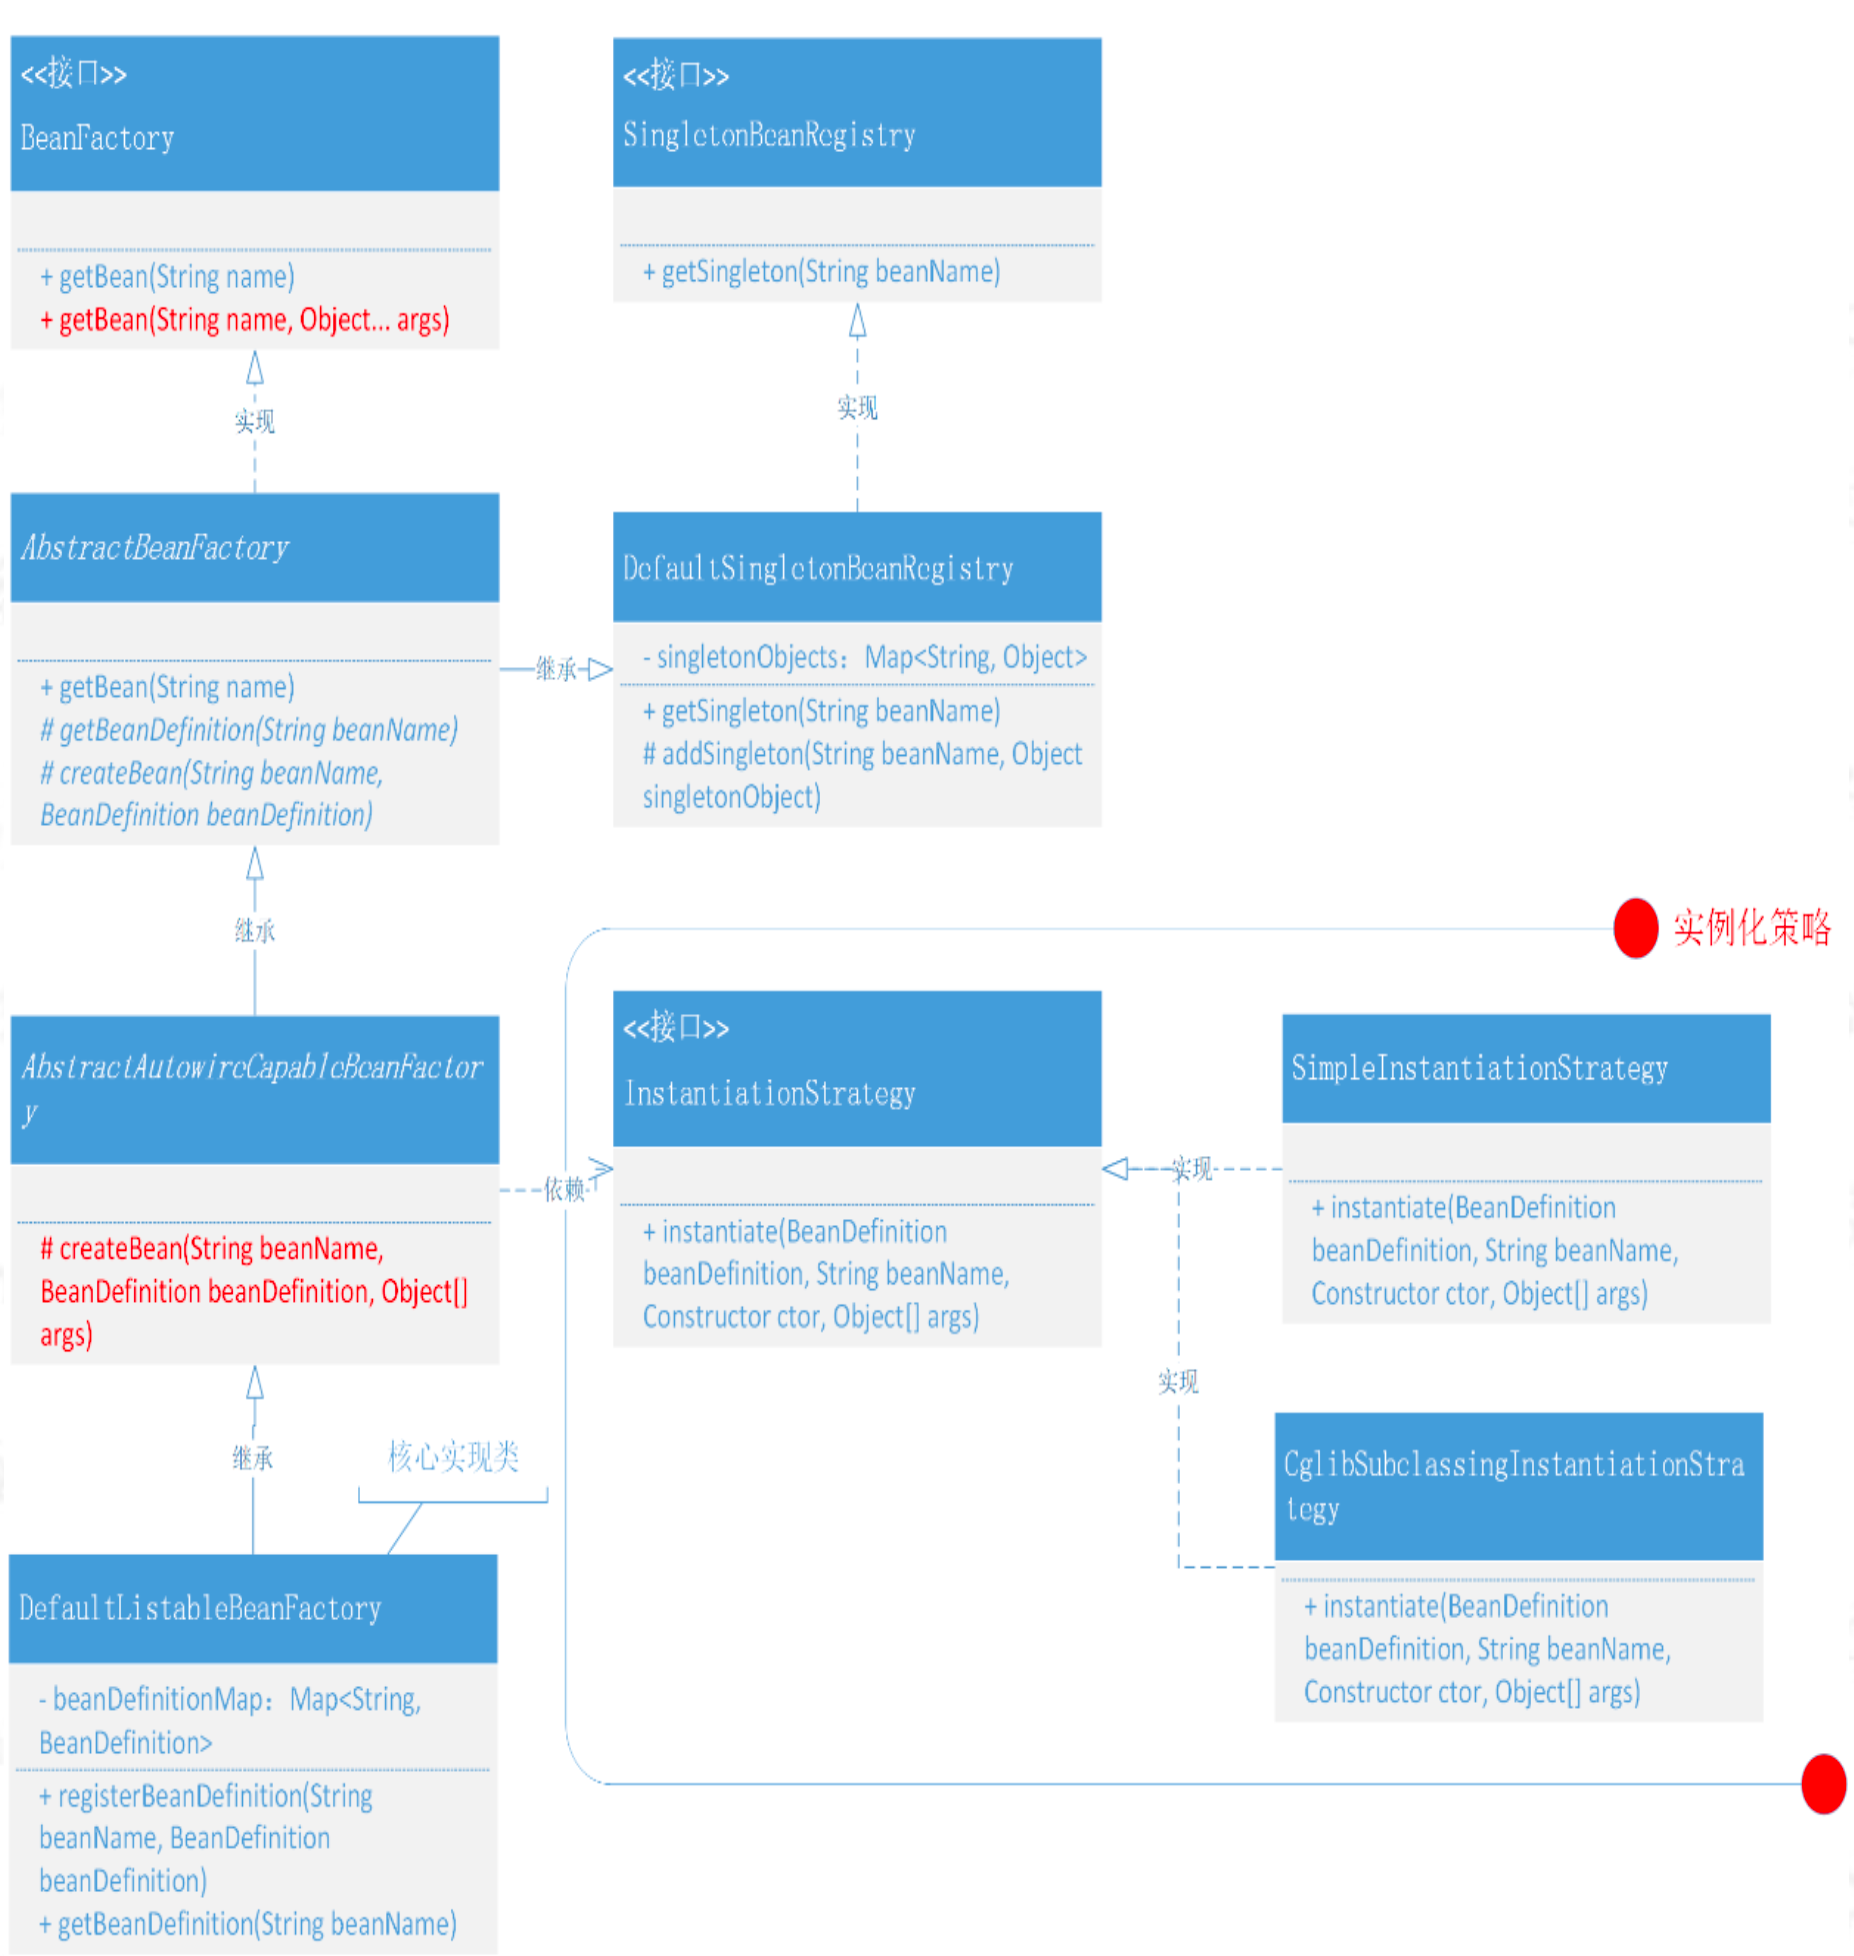 <<接口>>
BeanFactory
+ getBean(String name)
+ getBean(String name, Object... args)
<<接口>>
SingletonBeanRegistry
+ getSingleton(String beanName)
实现
实现
AbstractBeanFactory
+ getBean(String name)
# getBeanDefinition(String beanName)
# createBean(String beanName,
BeanDefinition beanDefinition)
继承
DefaultSingletonBeanRegistry
- singletonObjects：Map<String, Object>
+ getSingleton(String beanName)
# addSingleton(String beanName, Object
singletonObject)
继承
实例化策略
AbstractAutowireCapableBeanFactor
y
# createBean(String beanName,
BeanDefinition beanDefinition, Object[]
args)
依赖
<<接口>>
InstantiationStrategy
+ instantiate(BeanDefinition
beanDefinition, String beanName,
Constructor ctor, Object[] args)
实现
SimpleInstantiationStrategy
+ instantiate(BeanDefinition
beanDefinition, String beanName,
Constructor ctor, Object[] args)
实现
继承
核心实现类
CglibSubclassingInstantiationStra
tegy
+ instantiate(BeanDefinition
beanDefinition, String beanName,
Constructor ctor, Object[] args)
DefaultListableBeanFactory
- beanDefinitionMap：Map<String,
BeanDefinition>
+ registerBeanDefinition(String
beanName, BeanDefinition
beanDefinition)
+ getBeanDefinition(String beanName)